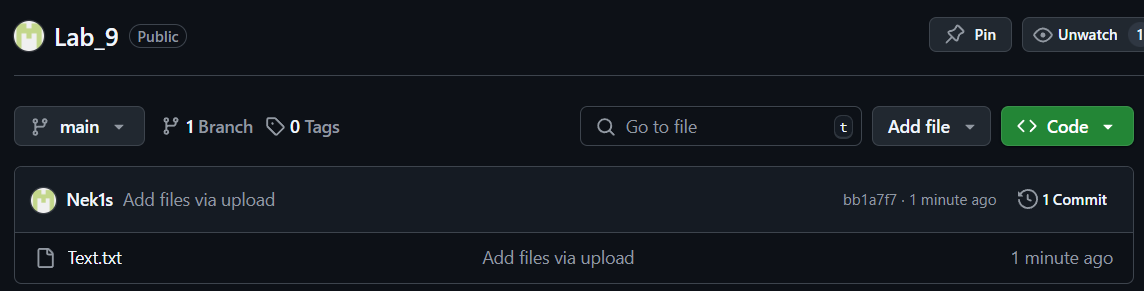 Lab_9 Public Pin Unwatch 1
main 1 Branch 0 Tags Go to file t Add file Code
Nek1s Add files via upload bb1a7f7 · 1 minute ago 1 Commit
Text.txt Add files via upload 1 minute ago